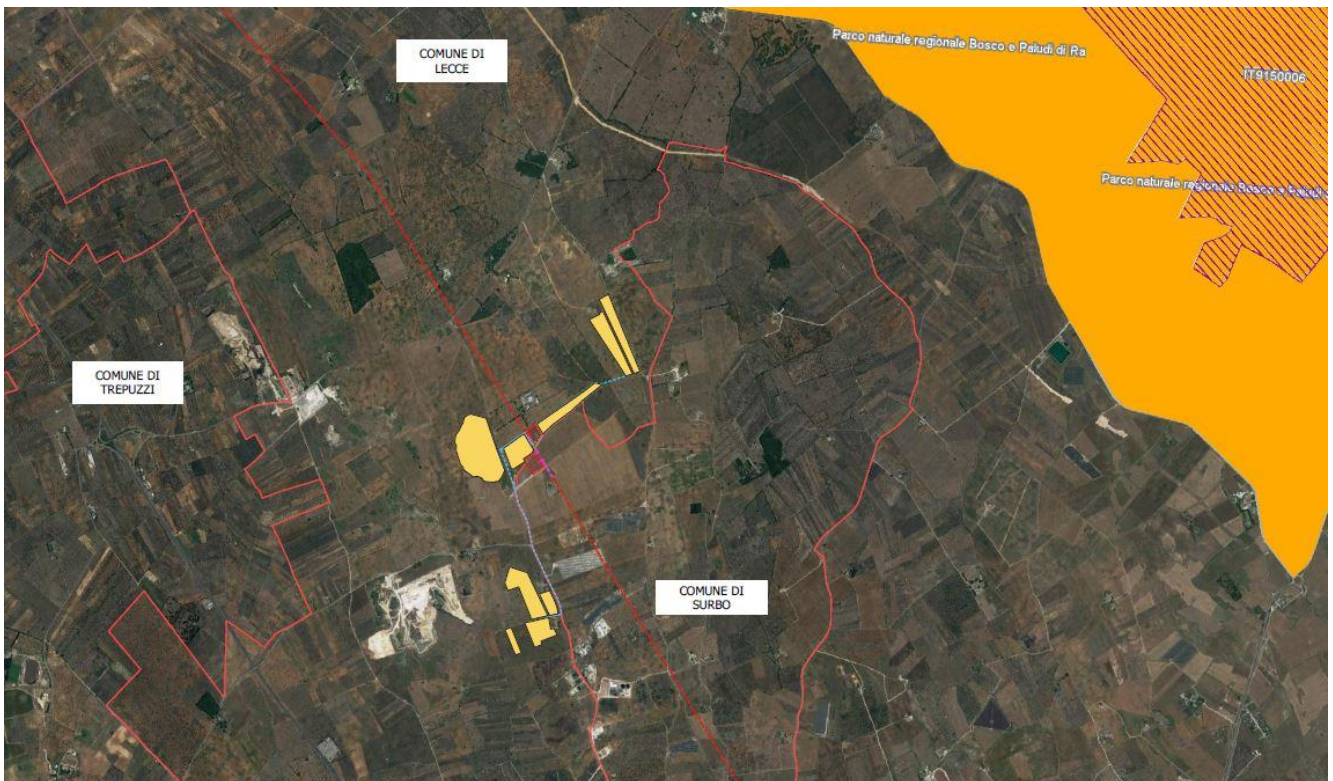 COMUNE DI
LECCE
Parco naturale regionale Bosco e Paludi di Ra
IT9150006
Parco naturale regionale Bosco e Paludi
COMUNE DI
TREPUZZI
COMUNE DI
SURBO